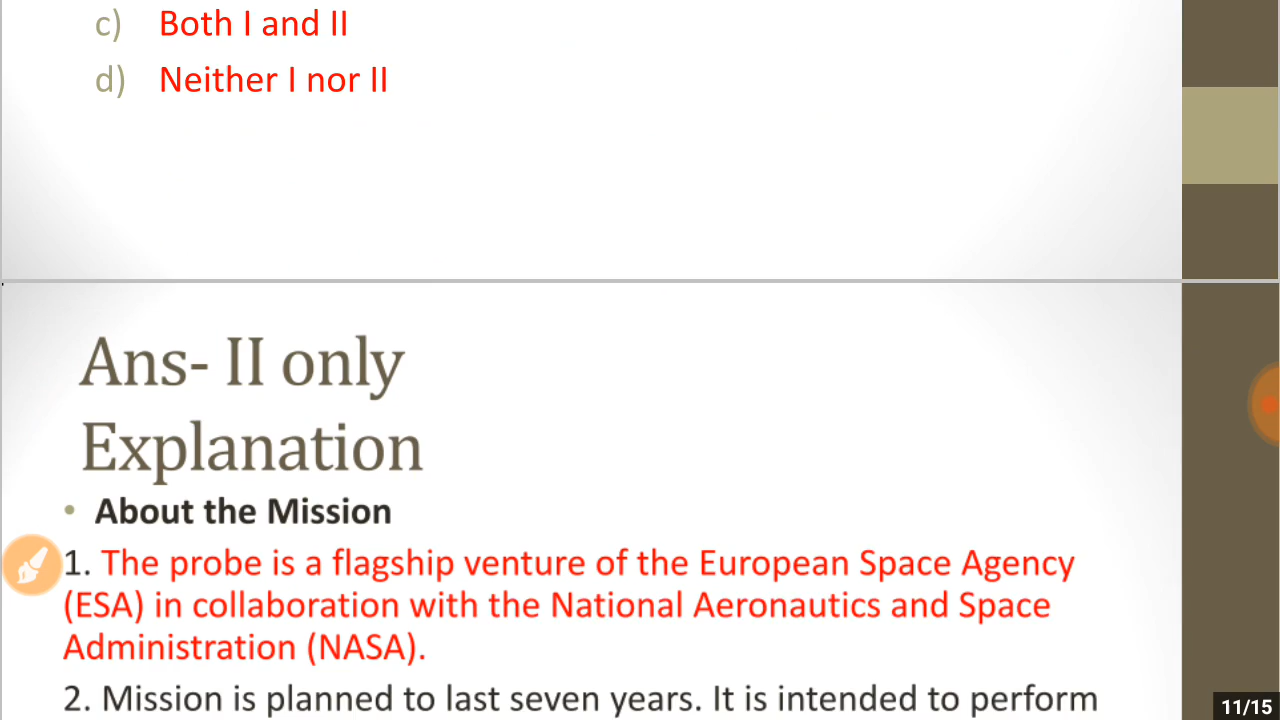 c) Both I and II
d) Neither I nor II
Ans- II only
Explanation
• About the Mission
1. The probe is a flagship venture of the European Space Agency
(ESA) in collaboration with the National Aeronautics and Space
Administration (NASA).
2. Mission is planned to last seven years. It is intended to perform
11/15